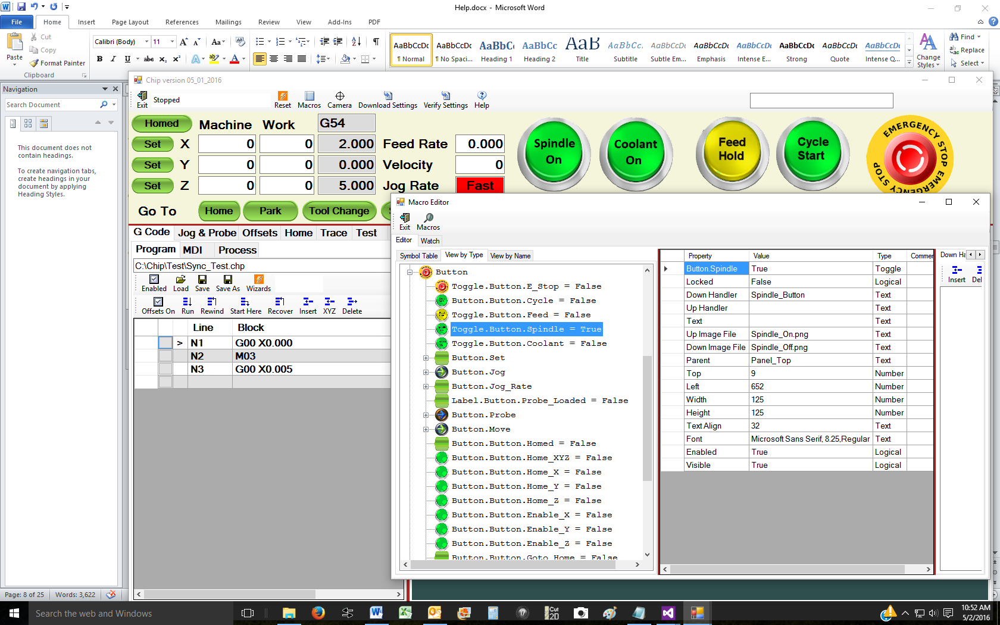 Help.docx - Microsoft Word
File Home Insert Page Layout References Mailings Review View Add-Ins PDF
Paste
Cut
Copy
Format Painter
Clipboard
Calibri (Body) 11
AaBbCcDc AaBbCcDc AaBbC AaBbCc AaB AaBbCc. AaBbCcDc AaBbCcDc AaBbCcDc AaBbCcDc AaBbCcDc AaBbCcDc
¶ Normal ¶ No Spaci... Heading 1 Heading 2 Title Subtitle Subtle Em... Emphasis Intense E... Strong Quote Intense Q...
Change
Styles
Find
Replace
Select
Navigation
Search Document
This document does not
contain headings.
To create navigation tabs,
create headings in your
document by applying
Heading Styles.
Page: 8 of 25 Words: 3,622
Chip version 05_01_2016
Exit Stopped Reset Macros Camera Download Settings Verify Settings Help
Homed Machine Work G54
Set X 0 0 2.000 Feed Rate 0.000
Set Y 0 0 0.000 Velocity 0
Set Z 0 0 5.000 Jog Rate Fast
Spindle
On
Coolant
On
Feed
Hold
Cycle
Start
EMERGENCY STOP EMERGENCY STOP
Go To Home Park Tool Change
G Code Jog & Probe Offsets Home Trace Test
Program MDI Process
C:\Chip\Test\Sync_Test.chp
Enabled Load Save Save As Wizards
Offsets On Run Rewind Start Here Recover Insert XYZ Delete
Line Block
> N1 G00 X0.000
N2 M03
N3 G00 X0.005
Macro Editor
Exit Macros
Editor Watch
Symbol Table View by Type View by Name
Button
Toggle.Button.E_Stop = False
Button.Button.Cycle = False
Toggle.Button.Feed = False
Toggle.Button.Spindle = True
Toggle.Button.Coolant = False
Button.Set
Button.Jog
Button.Jog_Rate
Label.Button.Probe_Loaded = False
Button.Probe
Button.Move
Button.Button.Homed = False
Button.Button.Home_XYZ = False
Button.Button.Home_X = False
Button.Button.Home_Y = False
Button.Button.Home_Z = False
Button.Button.Enable_X = False
Button.Button.Enable_Y = False
Button.Button.Enable_Z = False
Button.Button.Goto_Home = False
Property Value Type Commer
Button.Spindle True Toggle
Locked False Logical
Down Handler Spindle_Button Text
Up Handler Text
Text Text
Up Image File Spindle_On.png Text
Down Image File Spindle_Off.png Text
Parent Panel_Top Text
Top 9 Number
Left 652 Number
Width 125 Number
Height 125 Number
Text Align 32 Text
Font Microsoft Sans Serif, 8.25,Regular Text
Enabled True Logical
Visible True Logical
Down Ha
Insert Del
Search the web and Windows
Cut
2D
10:52 AM
5/2/2016